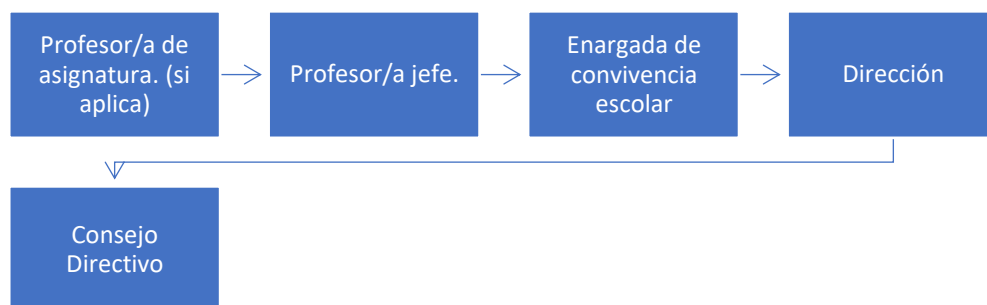 Profesor/a de
asignatura. (si
aplica)
Profesor/a jefe.
Enargada de
convivencia
escolar
Dirección
Consejo
Directivo